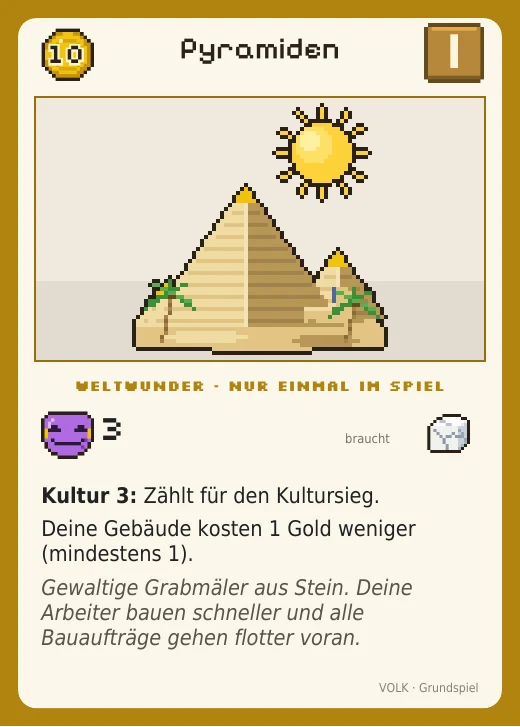 10
Pyramiden
I
WELTWUNDER · NUR EINMAL IM SPIEL
3
braucht
Kultur 3: Zählt für den Kultursieg.
Deine Gebäude kosten 1 Gold weniger
(mindestens 1).
Gewaltige Grabmäler aus Stein. Deine
Arbeiter bauen schneller und alle
Bauaufträge gehen flotter voran.
VOLK · Grundspiel